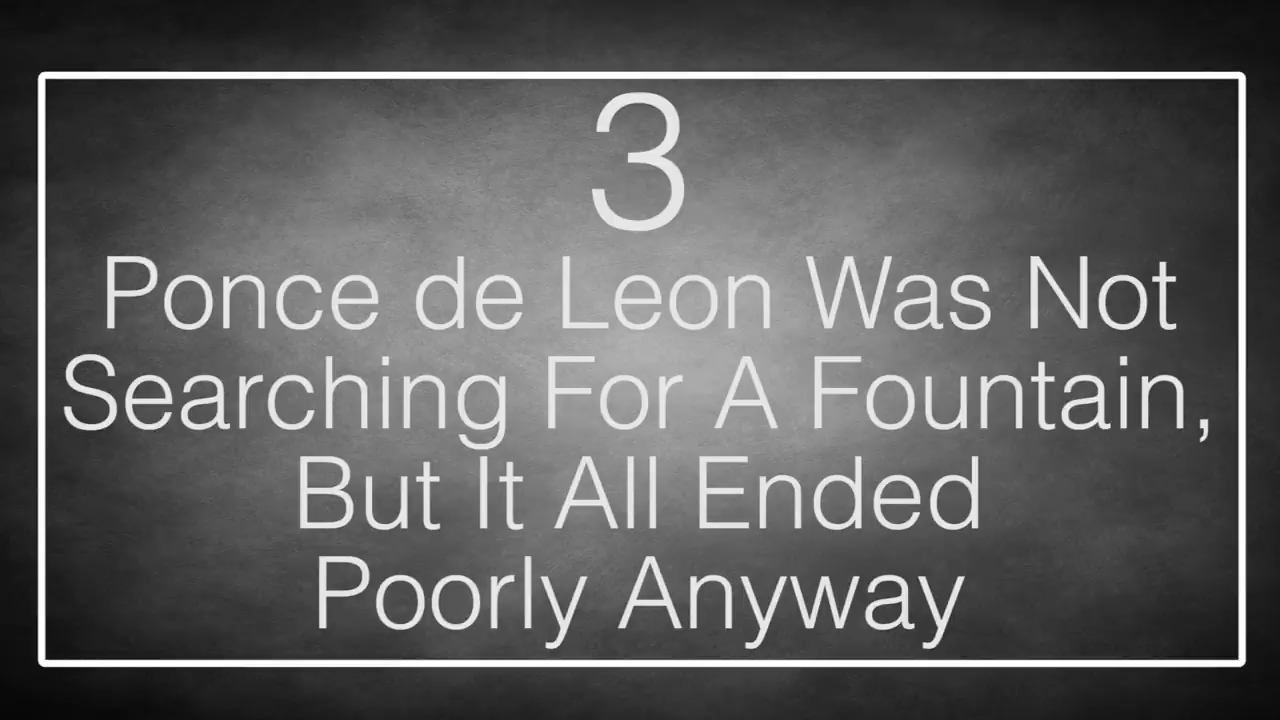 3
Ponce de Leon Was Not
Searching For A Fountain,
But It All Ended
Poorly Anyway